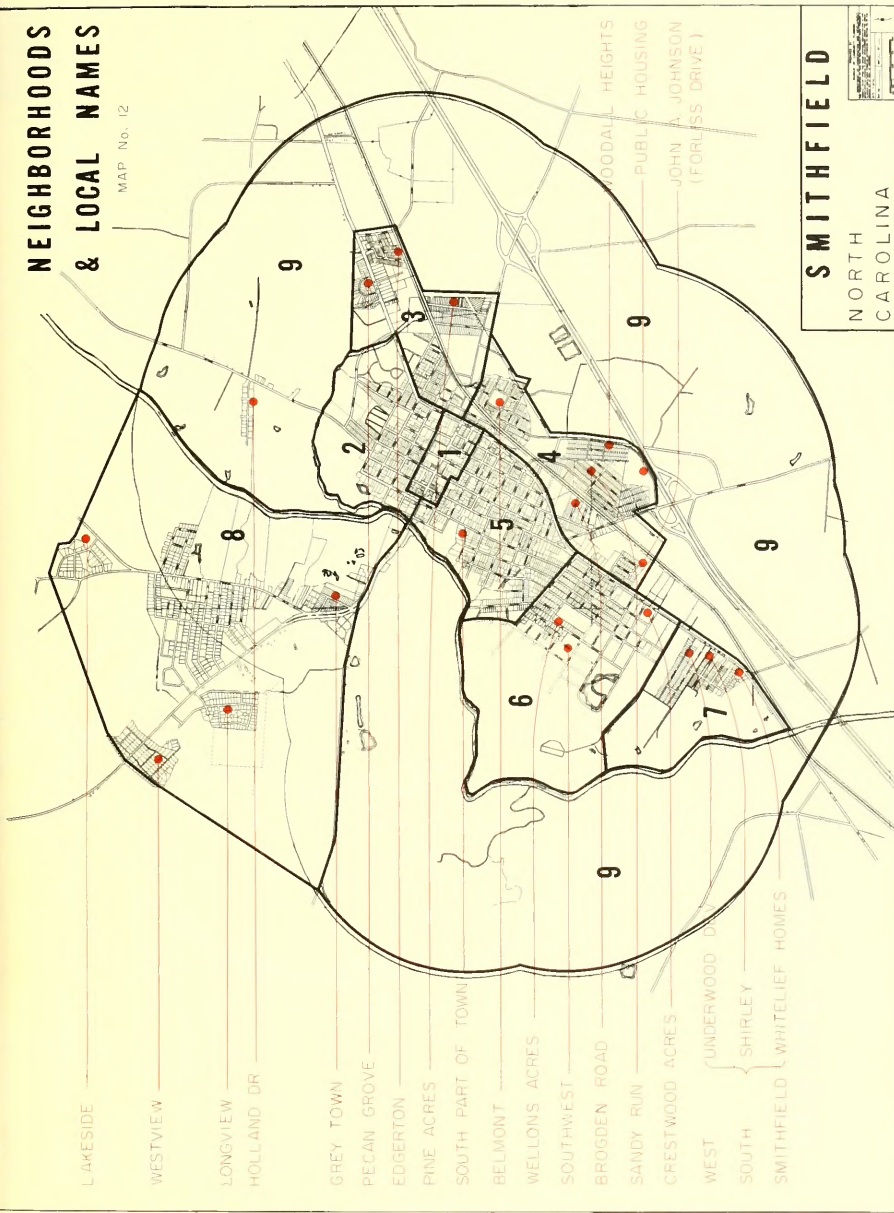 NEIGHBORHOODS
& LOCAL NAMES
MAP No. 12
LAKESIDE
WESTVIEW
LONGVIEW
HOLLAND DR
GREY TOWN
PECAN GROVE
EDGERTON
PINE ACRES
SOUTH PART OF TOWN
BELMONT
WELLONS ACRES
SOUTHWEST
BROGDEN ROAD
SANDY RUN
CRESTWOOD ACRES
WEST { UNDERWOOD DIV
SOUTH { SHIRLEY
SMITHFIELD { WHITELIEF HOMES
WOODALL HEIGHTS
PUBLIC HOUSING
JOHN A. JOHNSON
(FORLISS DRIVE)
1
2
3
4
5
6
7
8
9
9
9
9
SMITHFIELD
NORTH
CAROLINA